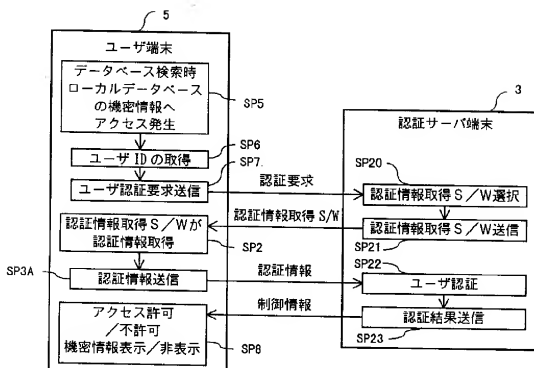 5
ユーザ端末
データベース検索時
ローカルデータベース
の機密情報へ
アクセス発生
SP5
SP6
ユーザIDの取得
SP7
ユーザ認証要求送信
認証要求
認証情報取得S/W
認証情報取得S/Wが
認証情報取得
SP2
SP3A
認証情報送信
認証情報
制御情報
アクセス許可
/不許可
機密情報表示/非表示
SP8
3
認証サーバ端末
SP20
認証情報取得S/W選択
認証情報取得S/W送信
SP21
SP22
ユーザ認証
認証結果送信
SP23